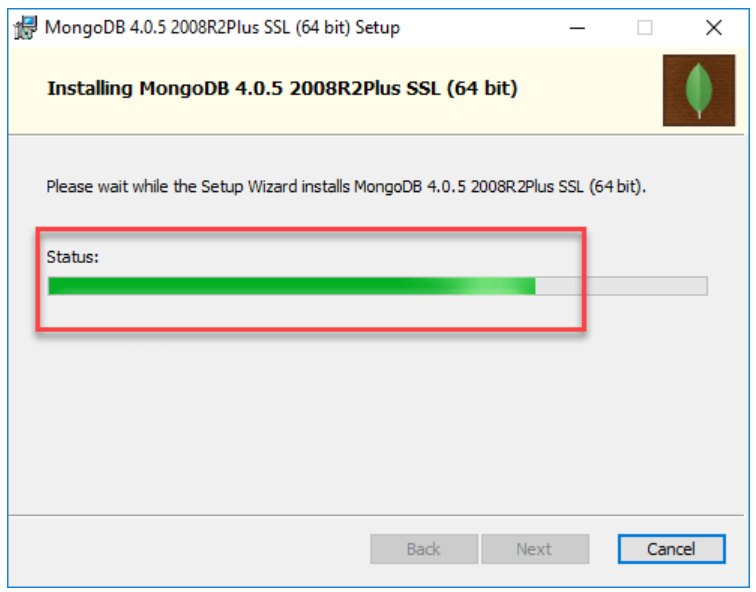 MongoDB 4.0.5 2008R2Plus SSL (64 bit) Setup
Installing MongoDB 4.0.5 2008R2Plus SSL (64 bit)
Please wait while the Setup Wizard installs MongoDB 4.0.5 2008R2Plus SSL (64 bit).
Status:
Back Next Cancel